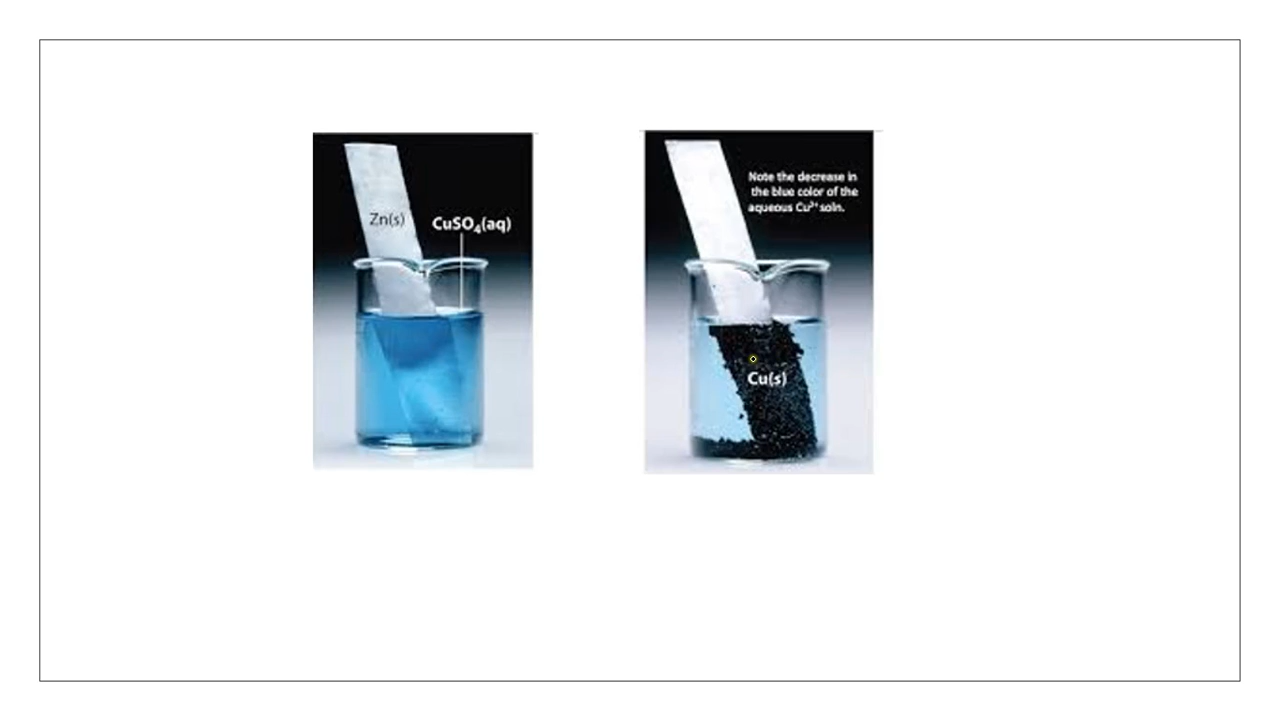 Zn(s)
CuSO₄(aq)
Note the decrease in
the blue color of the
aqueous Cu²⁺ soln.
Cu(s)